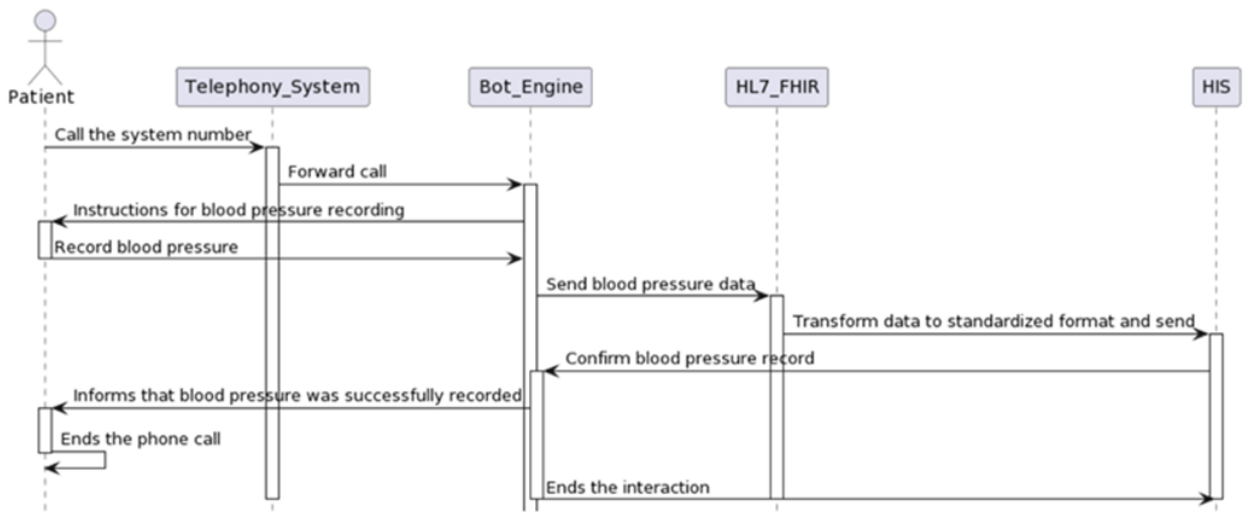 Patient
Telephony_System
Bot_Engine
HL7_FHIR
HIS
Call the system number
Forward call
Instructions for blood pressure recording
Record blood pressure
Send blood pressure data
Transform data to standardized format and send
Confirm blood pressure record
Informs that blood pressure was successfully recorded
Ends the phone call
Ends the interaction